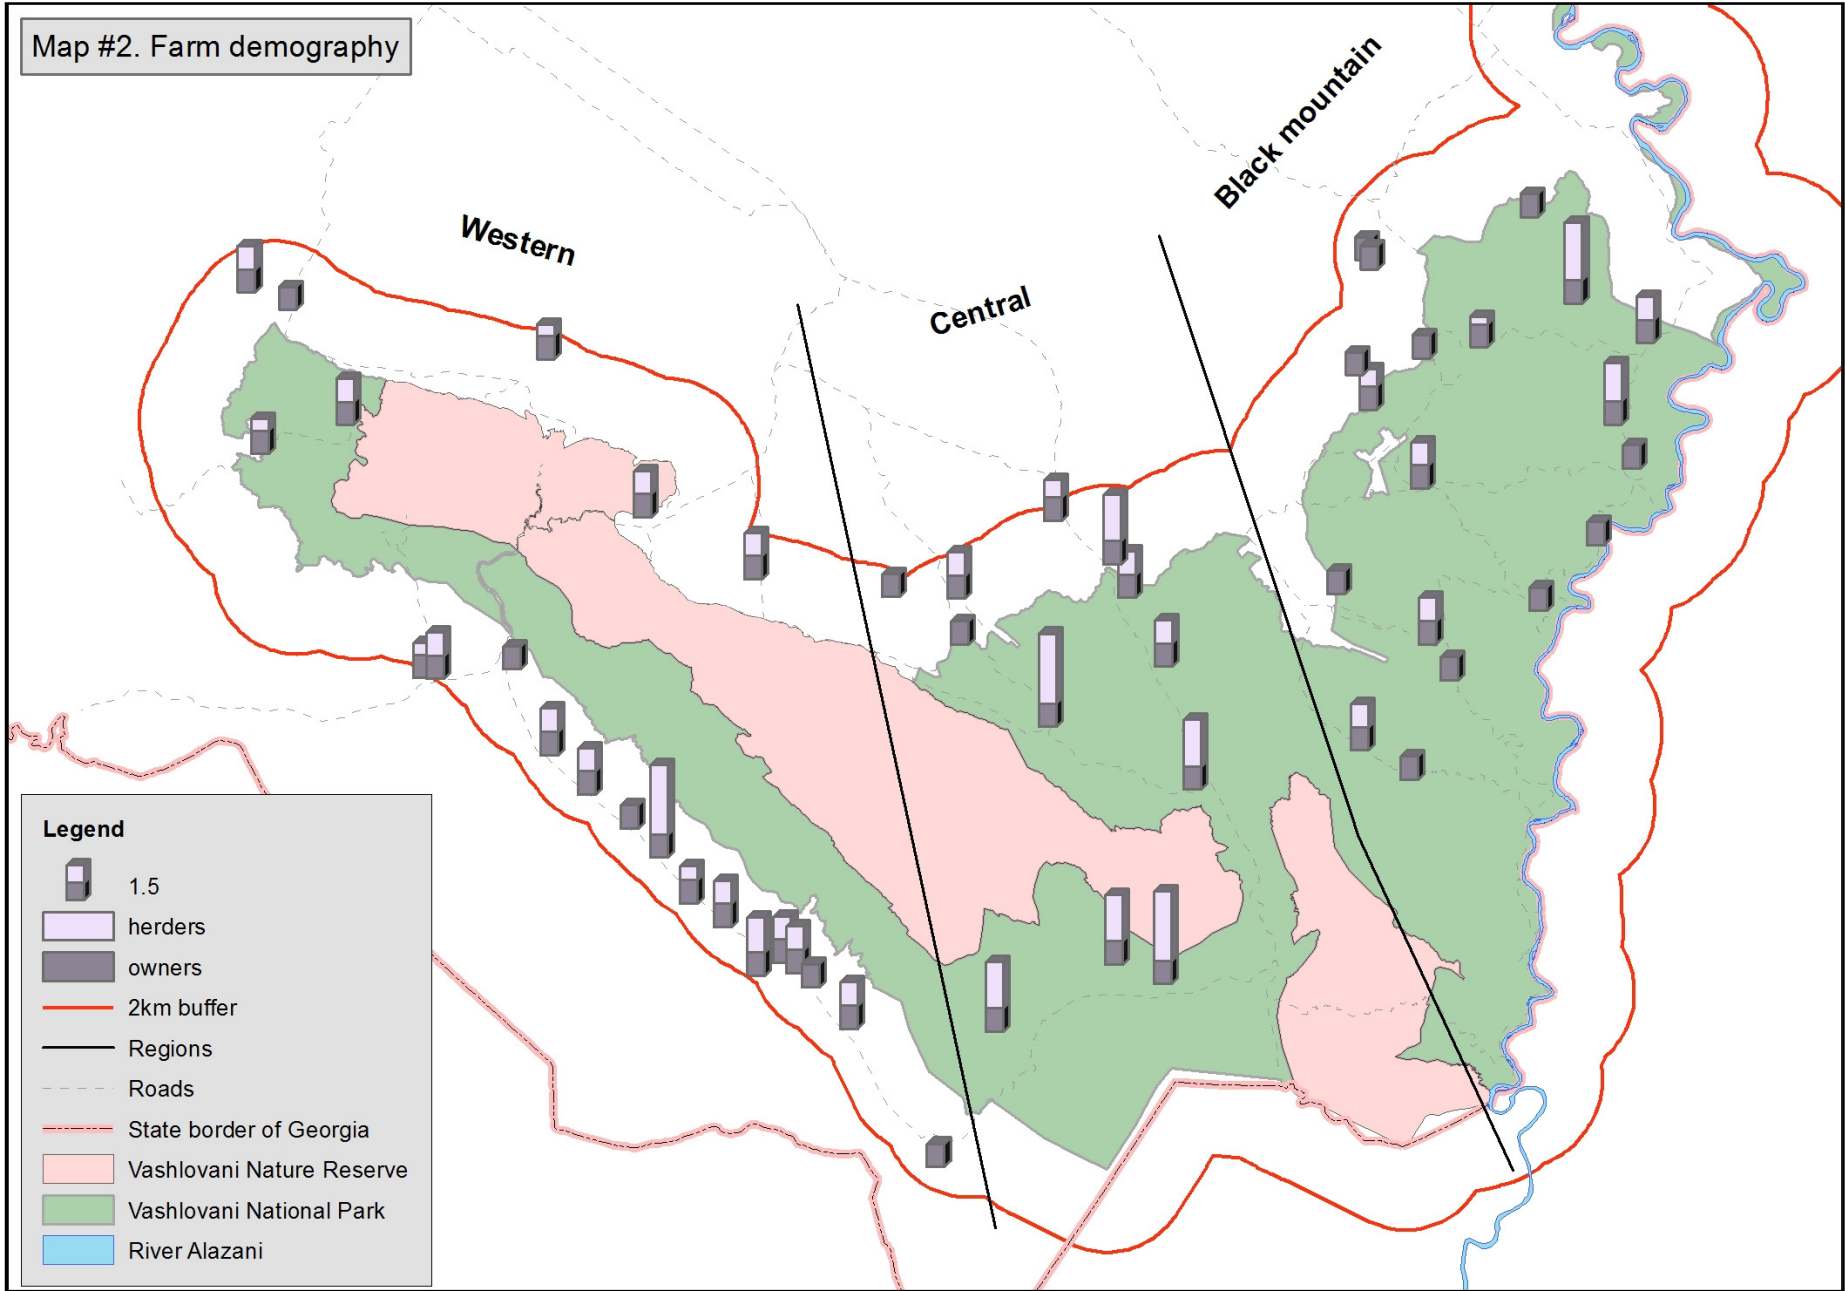 Map #2. Farm demography
Black mountain
Western
Central
Legend
1.5
herders
owners
2km buffer
Regions
Roads
State border of Georgia
Vashlovani Nature Reserve
Vashlovani National Park
River Alazani